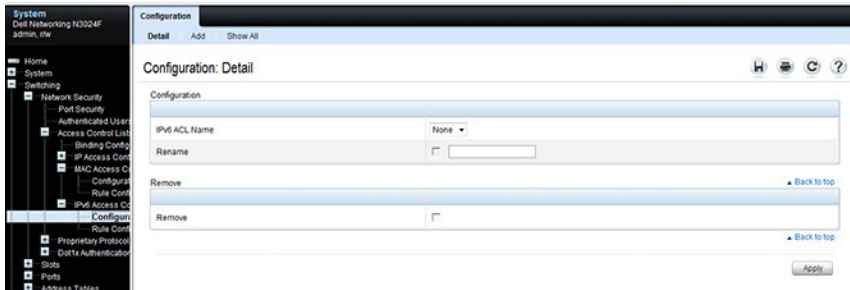 System
Dell Networking N3024F
admin, r/w
Home
System
Switching
Network Security
Port Security
Authenticated Users
Access Control Lists
Binding Config
IP Access Cont
MAC Access C
Configurat
Rule Conf
IPv6 Access Co
Configura
Rule Conf
Proprietary Protocol
Dot1x Authentication
Slots
Ports
Address Tables
Configuration
Detail Add Show All
Configuration: Detail
Configuration
IPv6 ACL Name None
Rename
Remove Back to top
Remove
Back to top
Apply